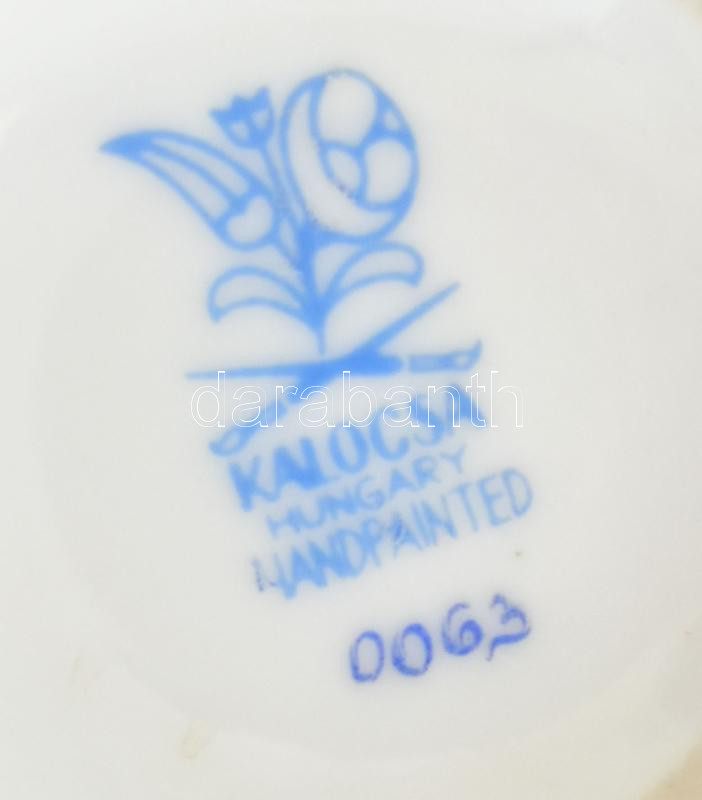 darabanth
KALOCSA
HUNGARY
HANDPAINTED
0063